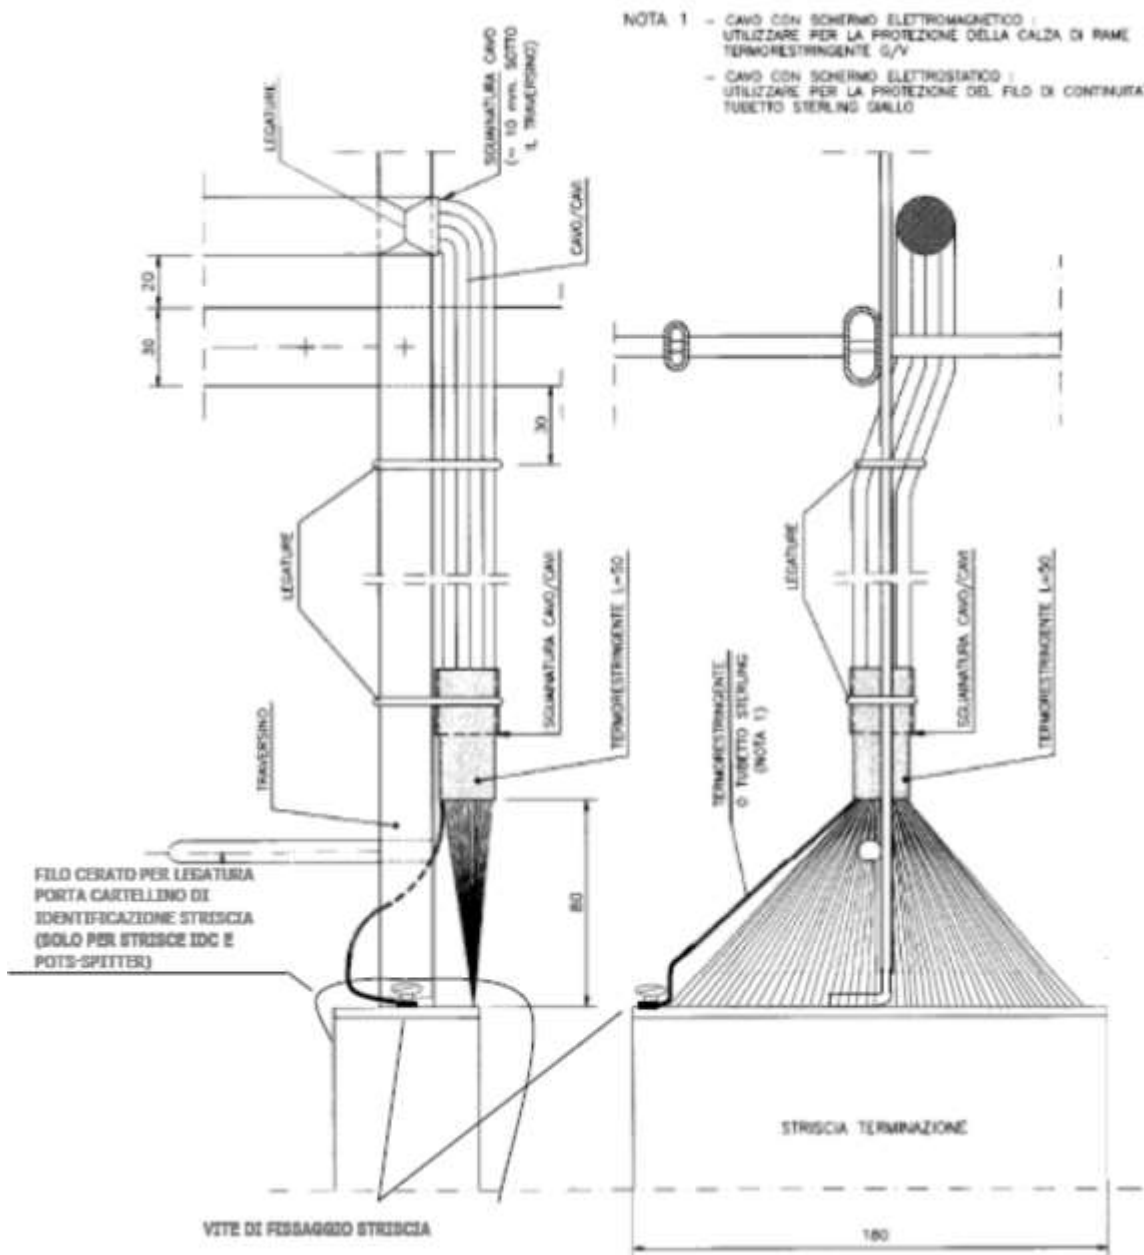 NOTA 1 - CAVO CON SCHERMO ELETTROMAGNETICO :
UTILIZZARE PER LA PROTEZIONE DELLA CALZA DI RAME
TERMORESTRINGENTE G/V
- CAVO CON SCHERMO ELETTROSTATICO :
UTILIZZARE PER LA PROTEZIONE DEL FILO DI CONTINUITA'
TUBETTO STERLING GIALLO
LEGATURE
SGUAINATURA CAVO
(~ 10 mm. SOTTO
IL TRAVERSINO)
CAVO/CAVI
20
30
30
LEGATURE
SGUAINATURA CAVO/CAVI
TERMORESTRINGENTE L=50
TRAVERSINO
LEGATURE
SGUAINATURA CAVO/CAVI
TERMORESTRINGENTE L=50
TERMORESTRINGENTE
O TUBETTO STERLING
(NOTA 1)
FILO CERATO PER LEGATURA
PORTA CARTELLINO DI
IDENTIFICAZIONE STRISCIA
(SOLO PER STRISCE IDC E
POTS-SPITTER)
80
STRISCIA TERMINAZIONE
VITE DI FISSAGGIO STRISCIA
180